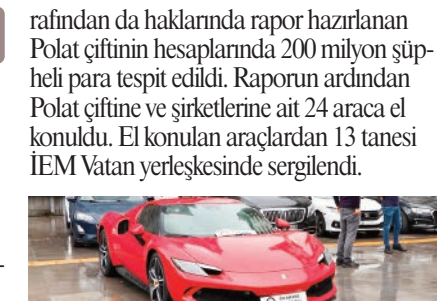 rafından da haklarında rapor hazırlanan
Polat çiftinin hesaplarında 200 milyon şüp-
heli para tespit edildi. Raporun ardından
Polat çiftine ve şirketlerine ait 24 araca el
konuldu. El konulan araçlardan 13 tanesi
İEM Vatan yerleşkesinde sergilendi.